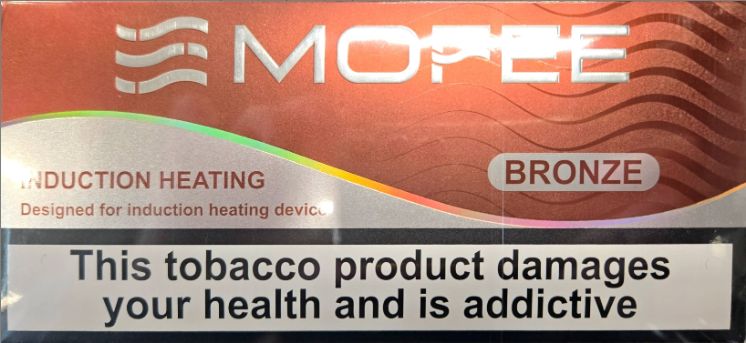 MOFEE
BRONZE
INDUCTION HEATING
Designed for induction heating device
This tobacco product damages
your health and is addictive